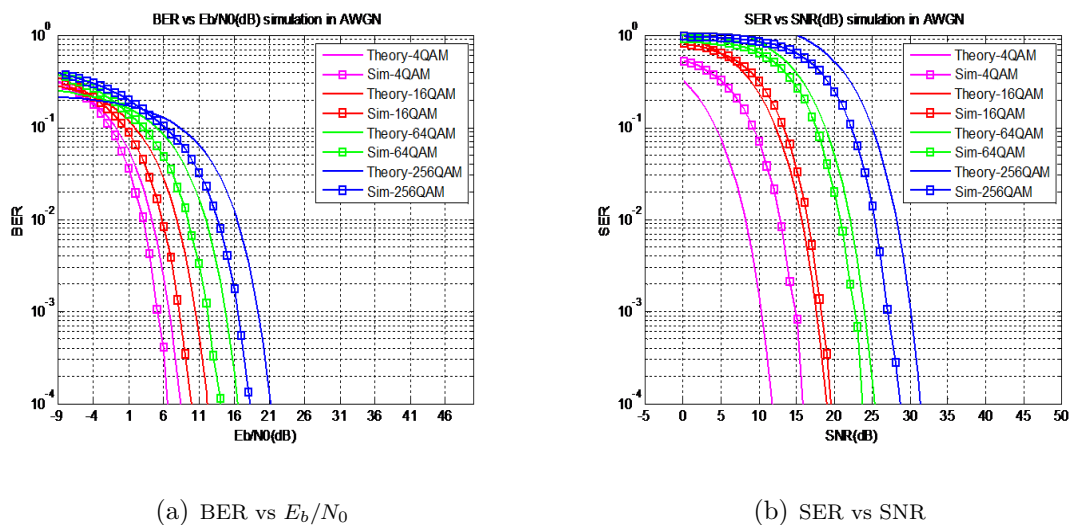 BER vs Eb/N0(dB) simulation in AWGN
10^0
10^-1
10^-2
10^-3
10^-4
BER
-9 -4 1 6 11 16 21 26 31 36 41 46
Eb/N0(dB)
Theory-4QAM
Sim-4QAM
Theory-16QAM
Sim-16QAM
Theory-64QAM
Sim-64QAM
Theory-256QAM
Sim-256QAM
(a) BER vs E_b/N_0
SER vs SNR(dB) simulation in AWGN
10^0
10^-1
10^-2
10^-3
10^-4
SER
-5 0 5 10 15 20 25 30 35 40 45 50
SNR(dB)
Theory-4QAM
Sim-4QAM
Theory-16QAM
Sim-16QAM
Theory-64QAM
Sim-64QAM
Theory-256QAM
Sim-256QAM
(b) SER vs SNR